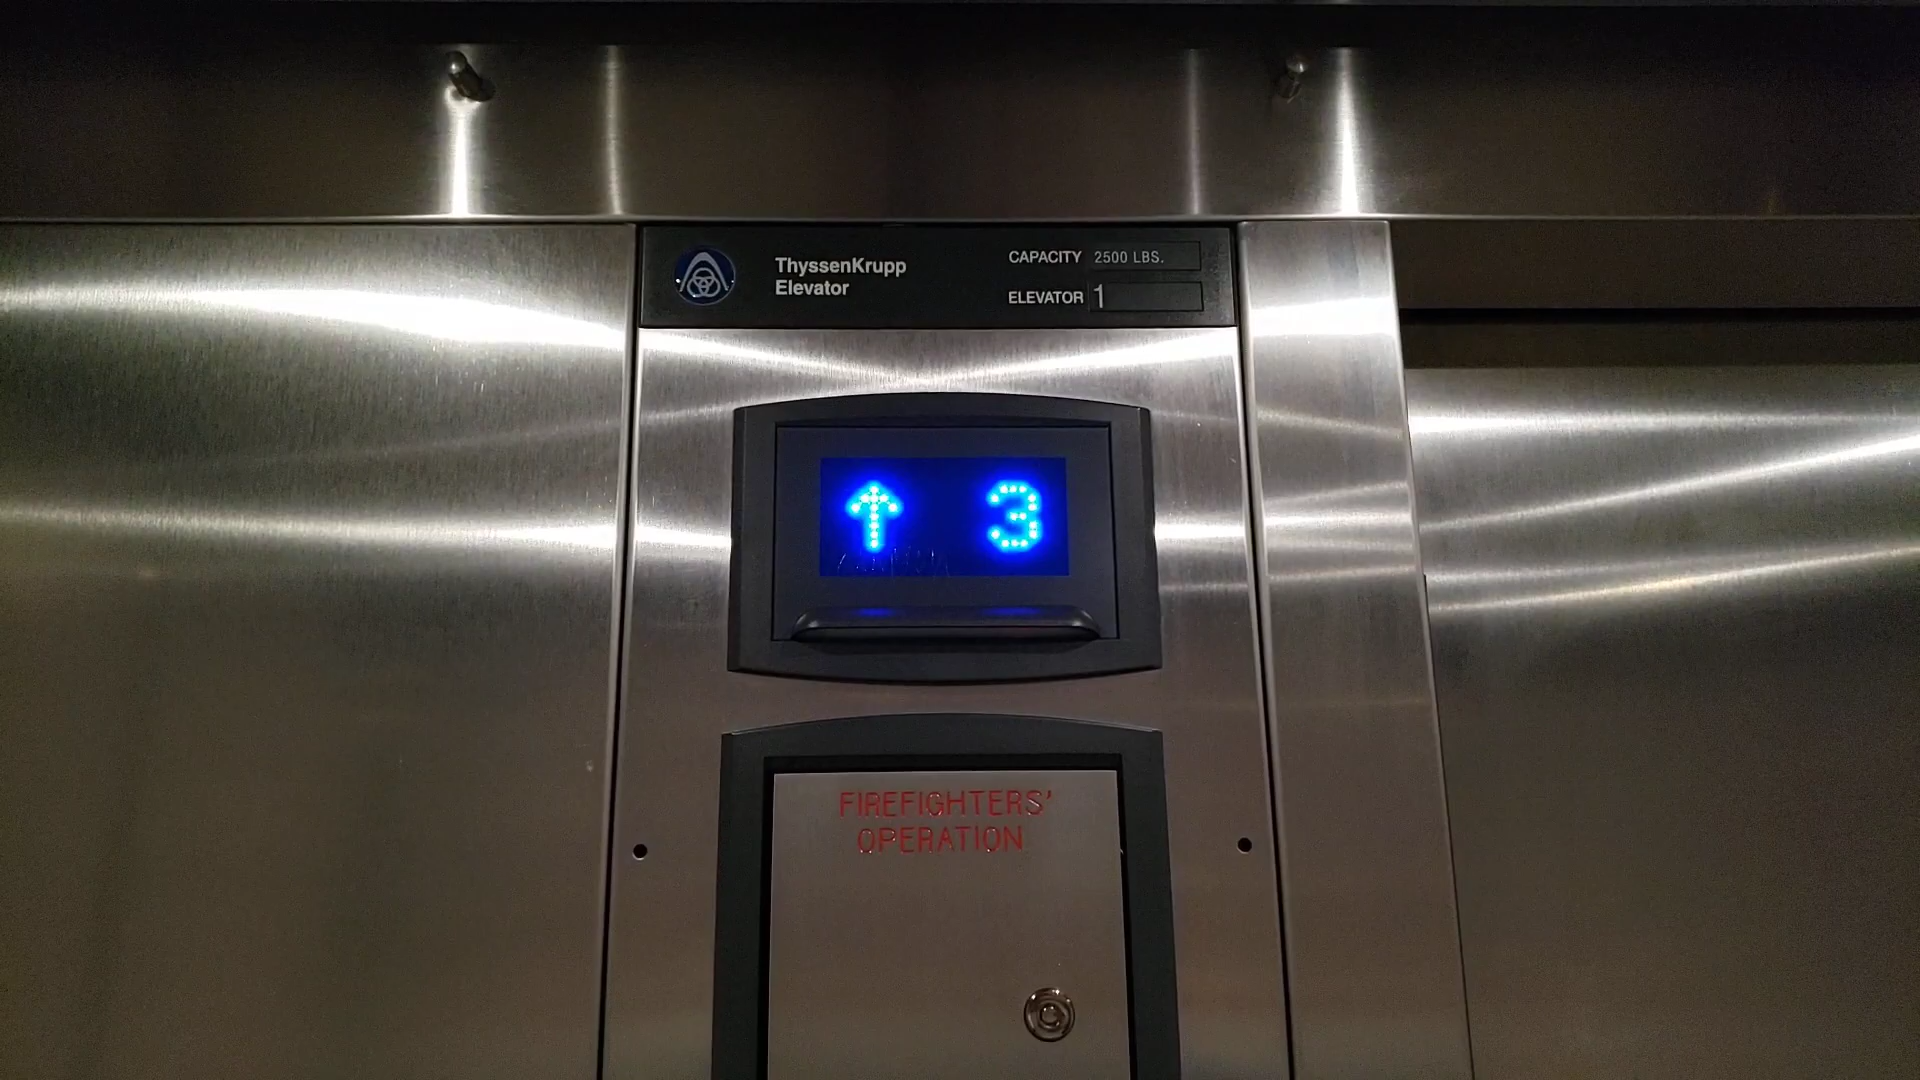 ThyssenKrupp
Elevator
CAPACITY 2500 LBS.
ELEVATOR 1
↑ 3
FIREFIGHTERS'
OPERATION